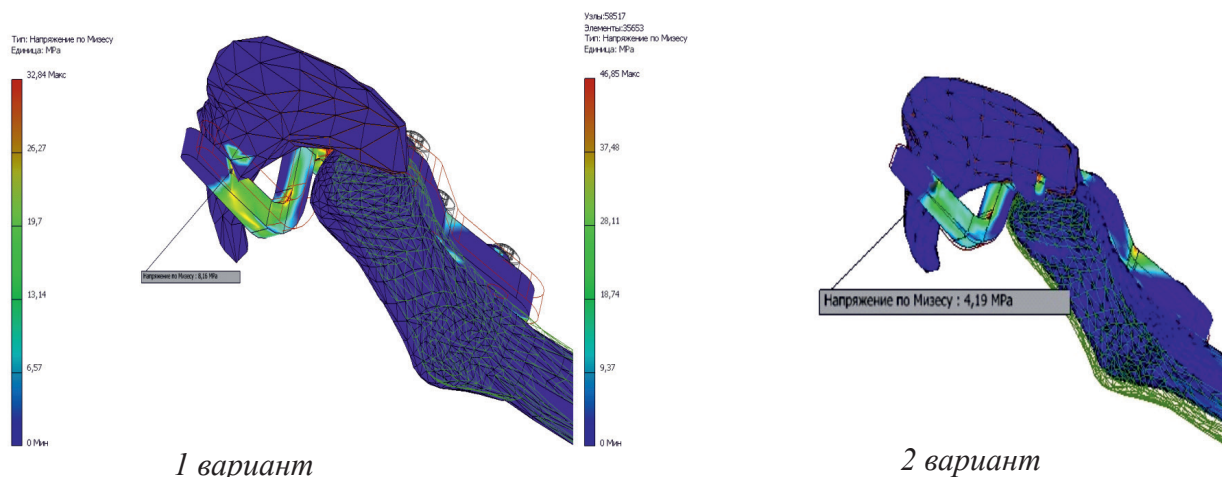 Тип: Напряжение по Мизесу
Единица: MPa
32,84 Макс
26,27
19,7
13,14
6,57
0 Мин
Напряжение по Мизесу : 8,16 MPa
1 вариант
Узлы:58517
Элементы:35653
Тип: Напряжение по Мизесу
Единица: MPa
46,85 Макс
37,48
28,11
18,74
9,37
0 Мин
Напряжение по Мизесу : 4,19 MPa
2 вариант